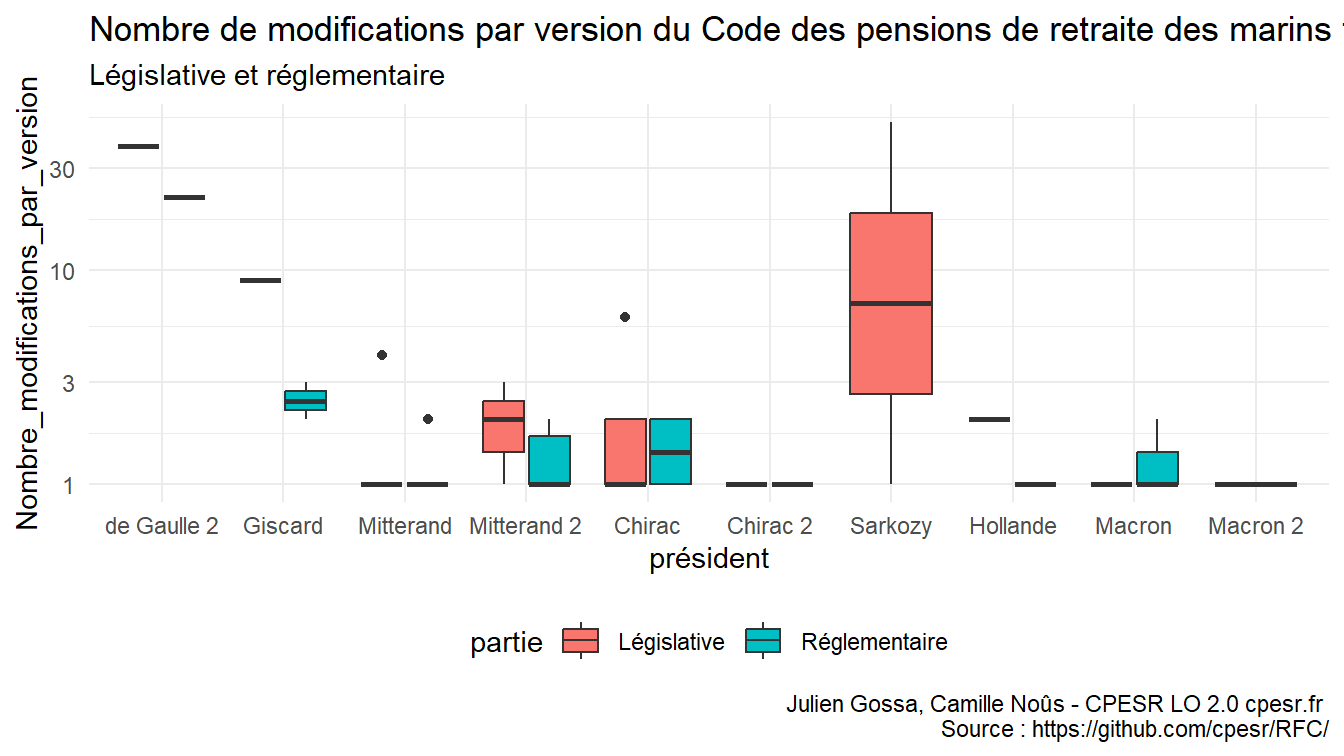 Nombre de modifications par version du Code des pensions de retraite des marins
Législative et réglementaire
Nombre_modifications_par_version
30
10
3
1
de Gaulle 2 Giscard Mitterand Mitterand 2 Chirac Chirac 2 Sarkozy Hollande Macron Macron 2
président
partie Législative Réglementaire
Julien Gossa, Camille Noûs - CPESR LO 2.0 cpesr.fr
Source : https://github.com/cpesr/RFC/